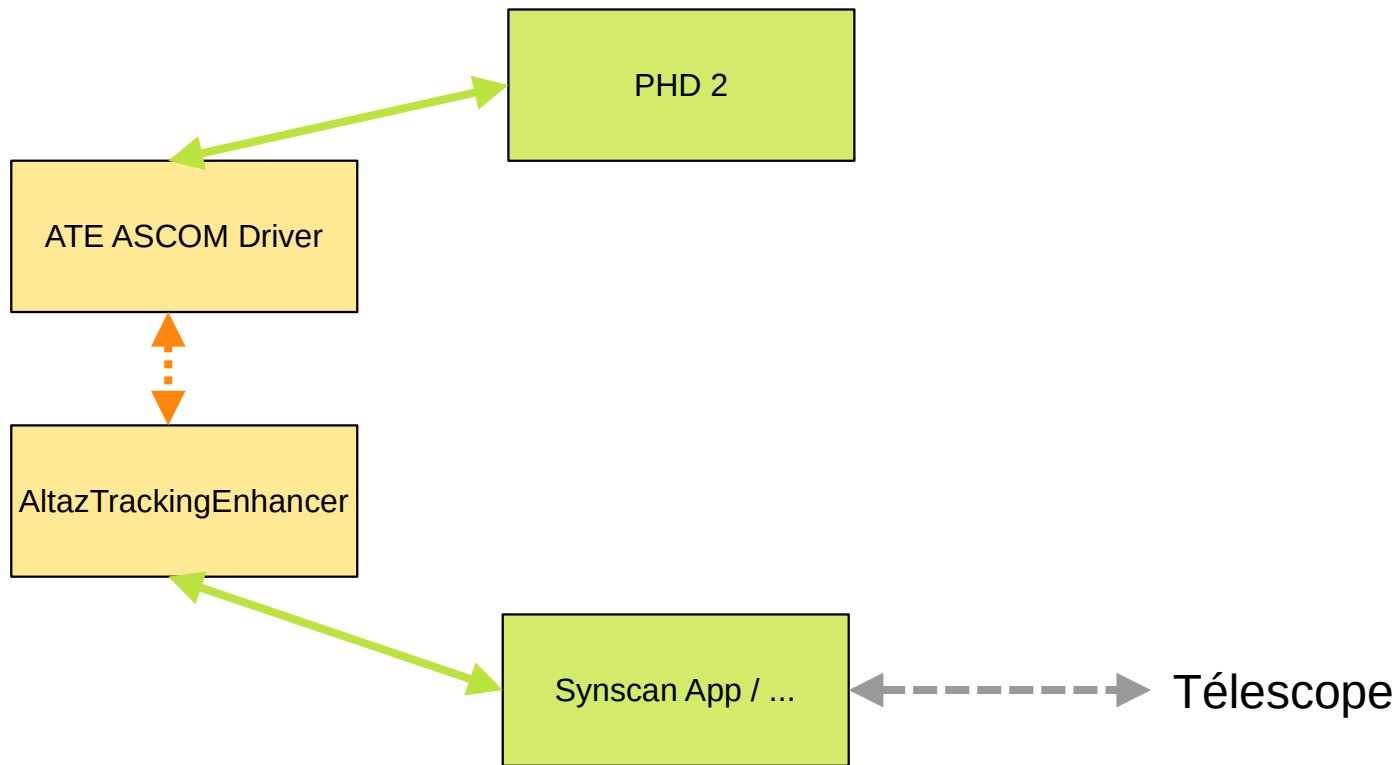 PHD 2
ATE ASCOM Driver
AltazTrackingEnhancer
Synscan App / ...
Télescope